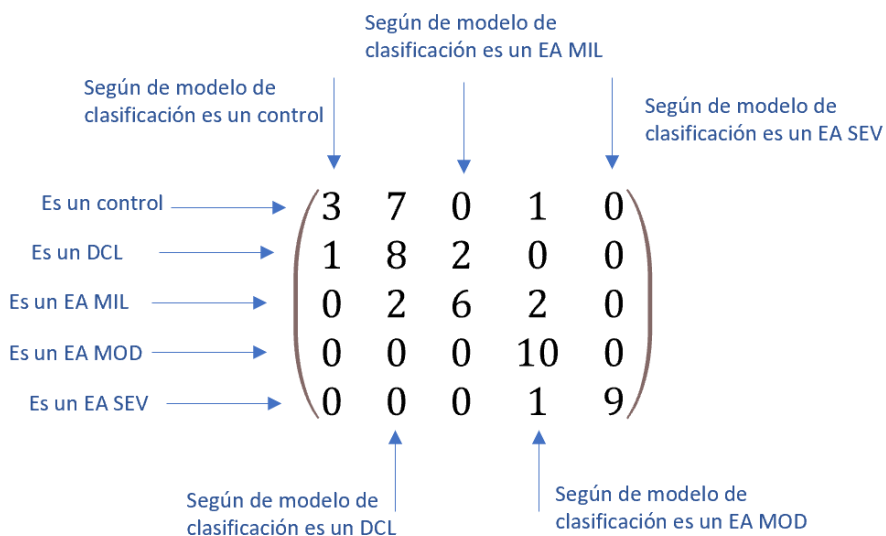 Según de modelo de
clasificación es un EA MIL
Según de modelo de
clasificación es un control
Según de modelo de
clasificación es un EA SEV
Es un control
3 7 0 1 0
Es un DCL
1 8 2 0 0
Es un EA MIL
0 2 6 2 0
Es un EA MOD
0 0 0 10 0
Es un EA SEV
0 0 0 1 9
Según de modelo de
clasificación es un DCL
Según de modelo de
clasificación es un EA MOD